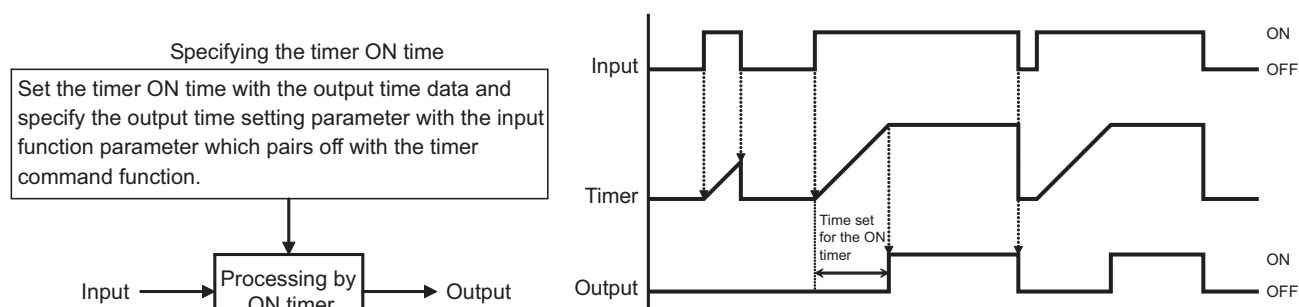 Specifying the timer ON time
Set the timer ON time with the output time data and
specify the output time setting parameter with the input
function parameter which pairs off with the timer
command function.
Input
Processing by
ON timer
Output
Input
ON
OFF
Timer
Time set
for the ON
timer
Output
ON
OFF